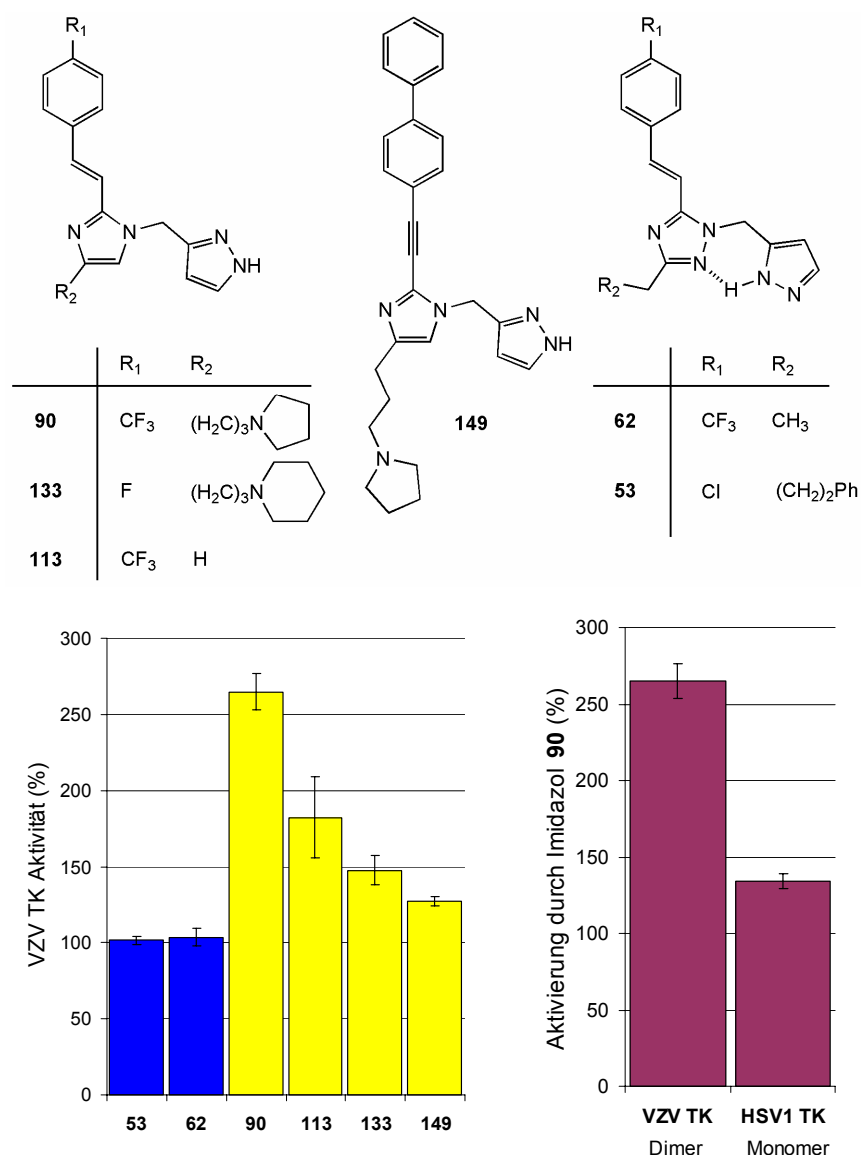 R1
N
N
N
NH
R2
R1 R2
90 CF3 (H2C)3N
133 F (H2C)3N
113 CF3 H
N
N
N
NH
N
149
R1
N
N
N
R2
H
N
N
R1 R2
62 CF3 CH3
53 Cl (CH2)2Ph
VZV TK Aktivität (%)
300
250
200
150
100
50
0
53 62 90 113 133 149
Aktivierung durch Imidazol 90 (%)
300
250
200
150
100
50
0
VZV TK HSV1 TK
Dimer Monomer